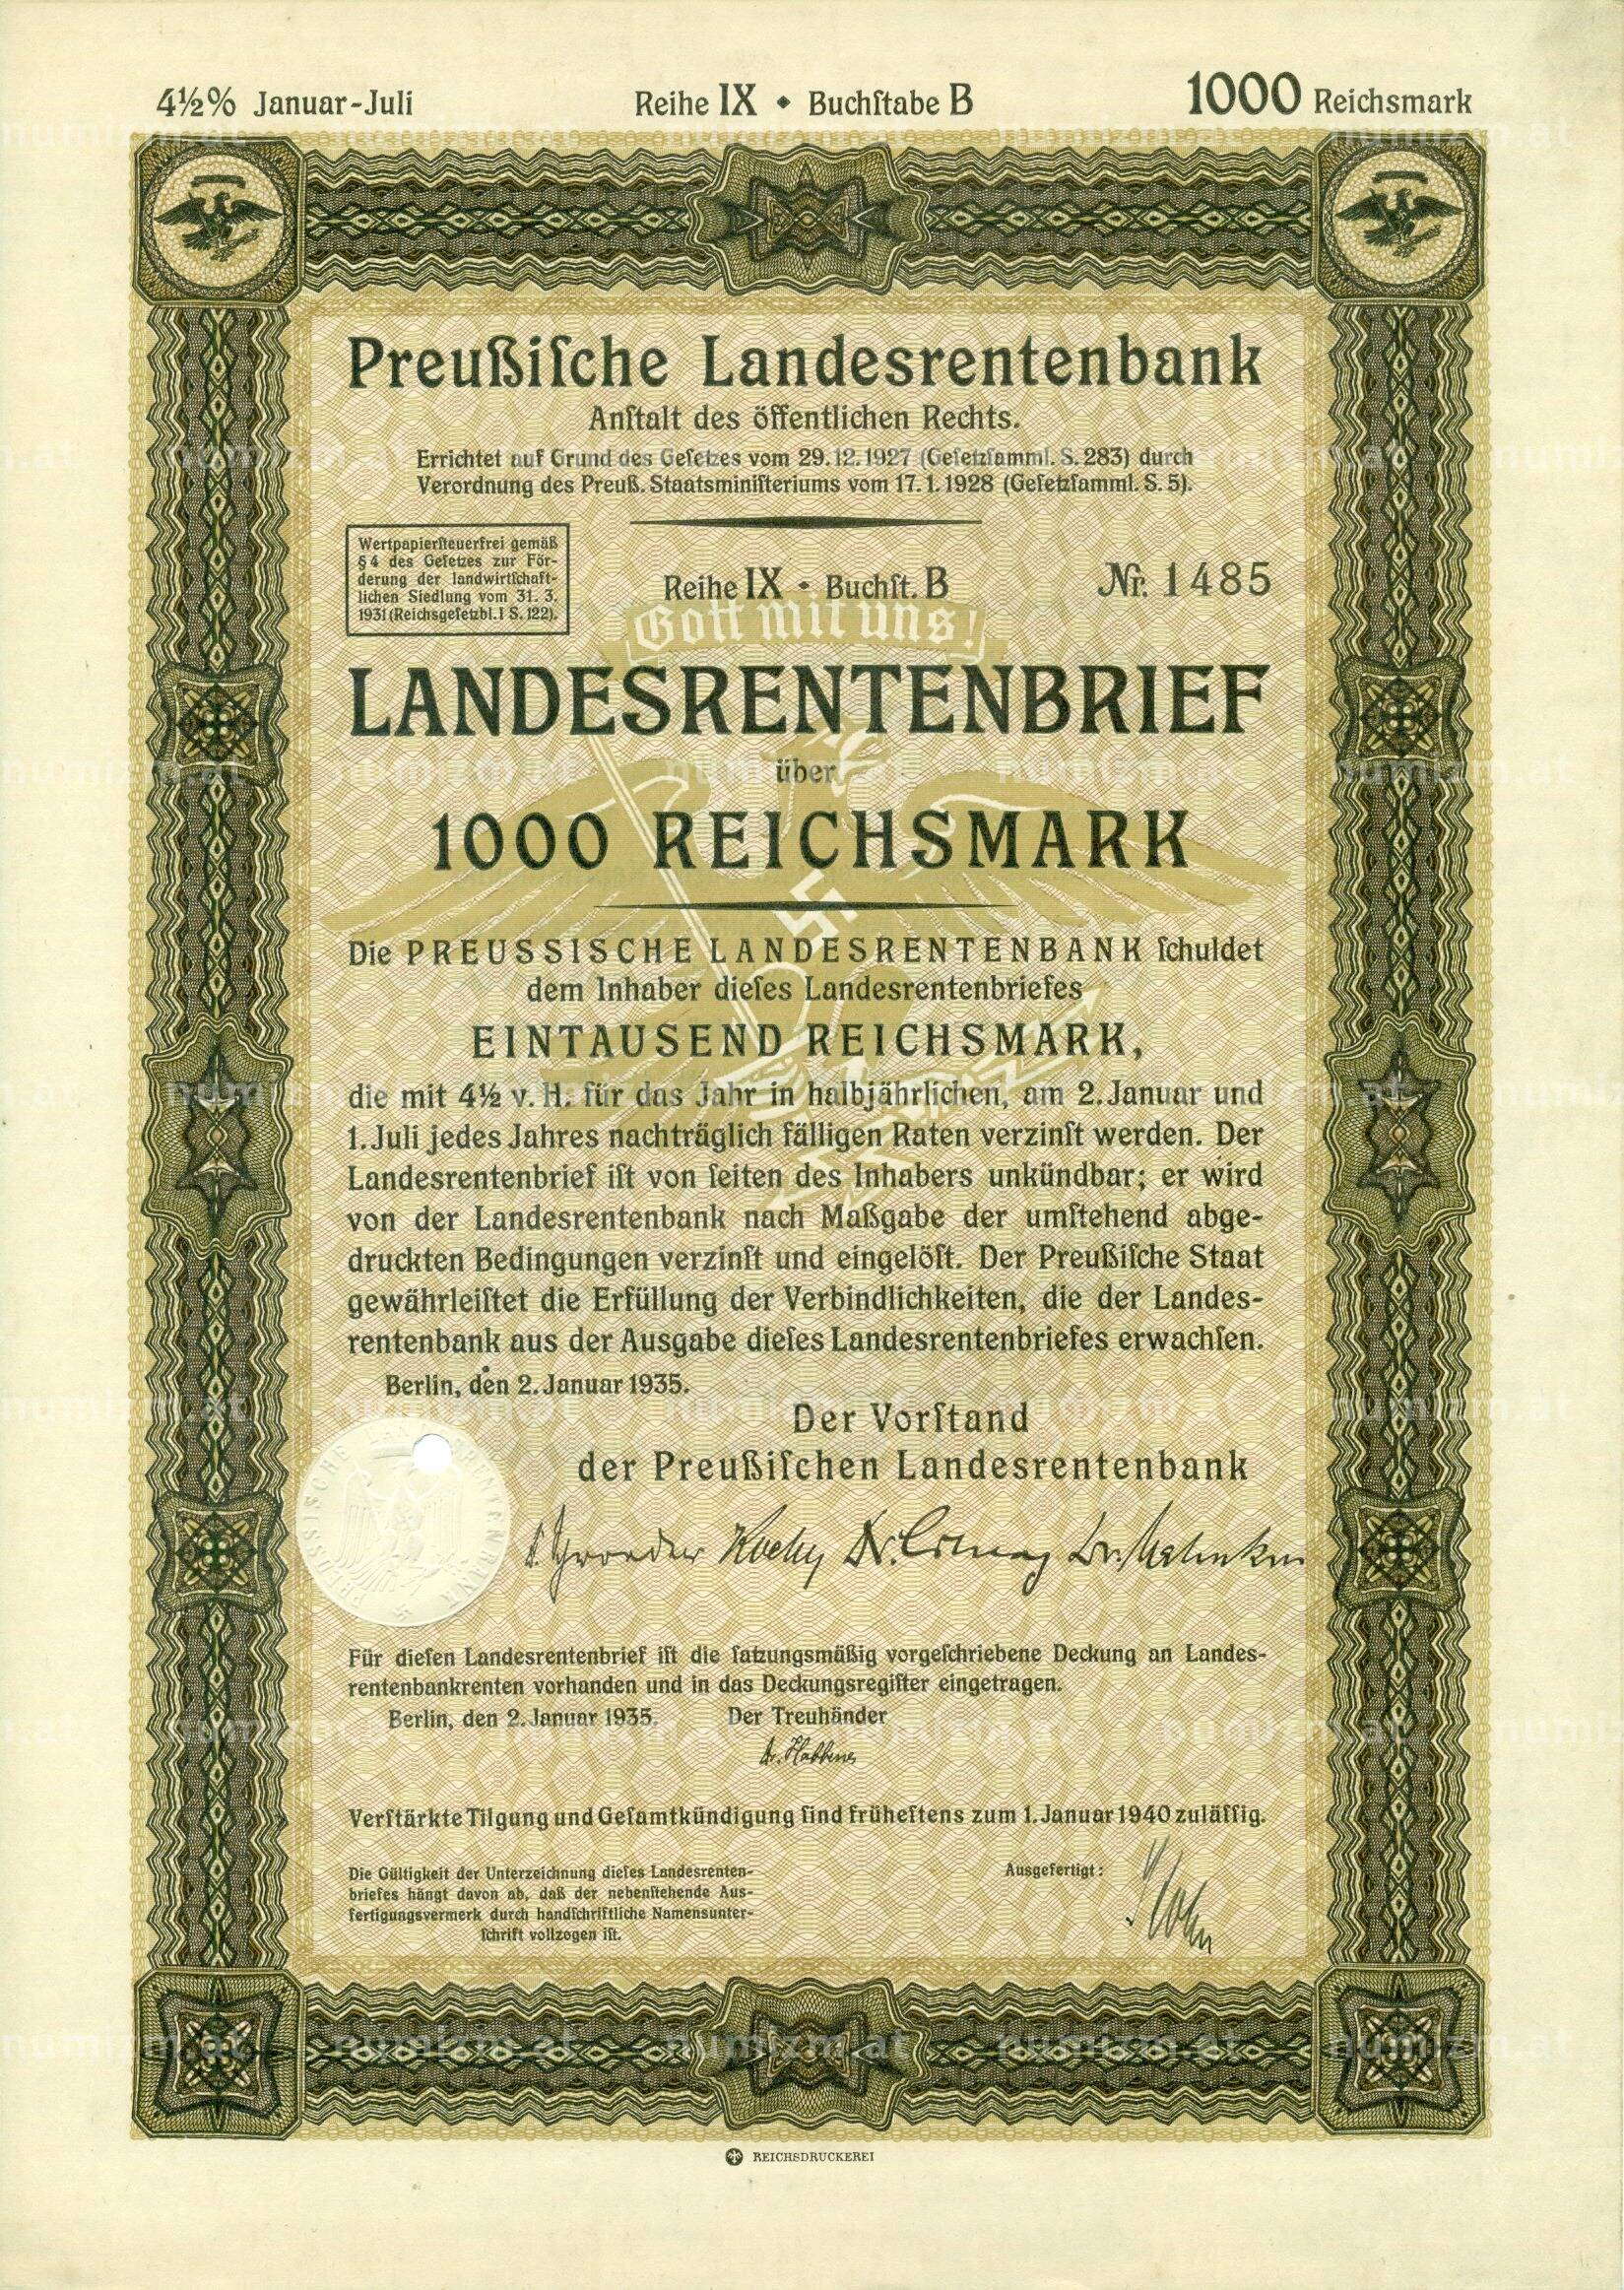 4½% Januar-Juli
Reihe IX • Buchſtabe B
1000 Reichsmark
Preußiſche Landesrentenbank
Anſtalt des öffentlichen Rechts.
Errichtet auf Grund des Geſetzes vom 29.12.1927 (Geſetzſamml. S. 283) durch
Verordnung des Preuß. Staatsminiſteriums vom 17.1.1928 (Geſetzſamml. S. 5).
Wertpapierſteuerfrei gemäß
§ 4 des Geſetzes zur För-
derung der landwirtſchaft-
lichen Siedlung vom 31. 3.
1931 (Reichsgeſetzbl. I S. 122).
Reihe IX • Buchſt. B
Nr. 1485
Gott mit uns!
LANDESRENTENBRIEF
über
1000 REICHSMARK
Die PREUSSISCHE LANDESRENTENBANK ſchuldet
dem Inhaber dieſes Landesrentenbriefes
EINTAUSEND REICHSMARK,
die mit 4½ v. H. für das Jahr in halbjährlichen, am 2. Januar und
1. Juli jedes Jahres nachträglich fälligen Raten verzinſt werden. Der
Landesrentenbrief iſt von ſeiten des Inhabers unkündbar; er wird
von der Landesrentenbank nach Maßgabe der umſtehend abge-
druckten Bedingungen verzinſt und eingelöſt. Der Preußiſche Staat
gewährleiſtet die Erfüllung der Verbindlichkeiten, die der Landes-
rentenbank aus der Ausgabe dieſes Landesrentenbriefes erwachſen.
Berlin, den 2. Januar 1935.
Der Vorſtand
der Preußiſchen Landesrentenbank
PREUSSISCHE LANDESRENTENBANK
Für dieſen Landesrentenbrief iſt die ſatzungsmäßig vorgeſchriebene Deckung an Landes-
rentenbankrenten vorhanden und in das Deckungsregiſter eingetragen.
Berlin, den 2. Januar 1935.
Der Treuhänder
Dr. Habbena
Verſtärkte Tilgung und Geſamtkündigung ſind früheſtens zum 1. Januar 1940 zuläſſig.
Die Gültigkeit der Unterzeichnung dieſes Landesrenten-
briefes hängt davon ab, daß der nebenſtehende Aus-
fertigungsvermerk durch handſchriftliche Namensunter-
ſchrift vollzogen iſt.
Ausgefertigt:
REICHSDRUCKEREI
numizm.at